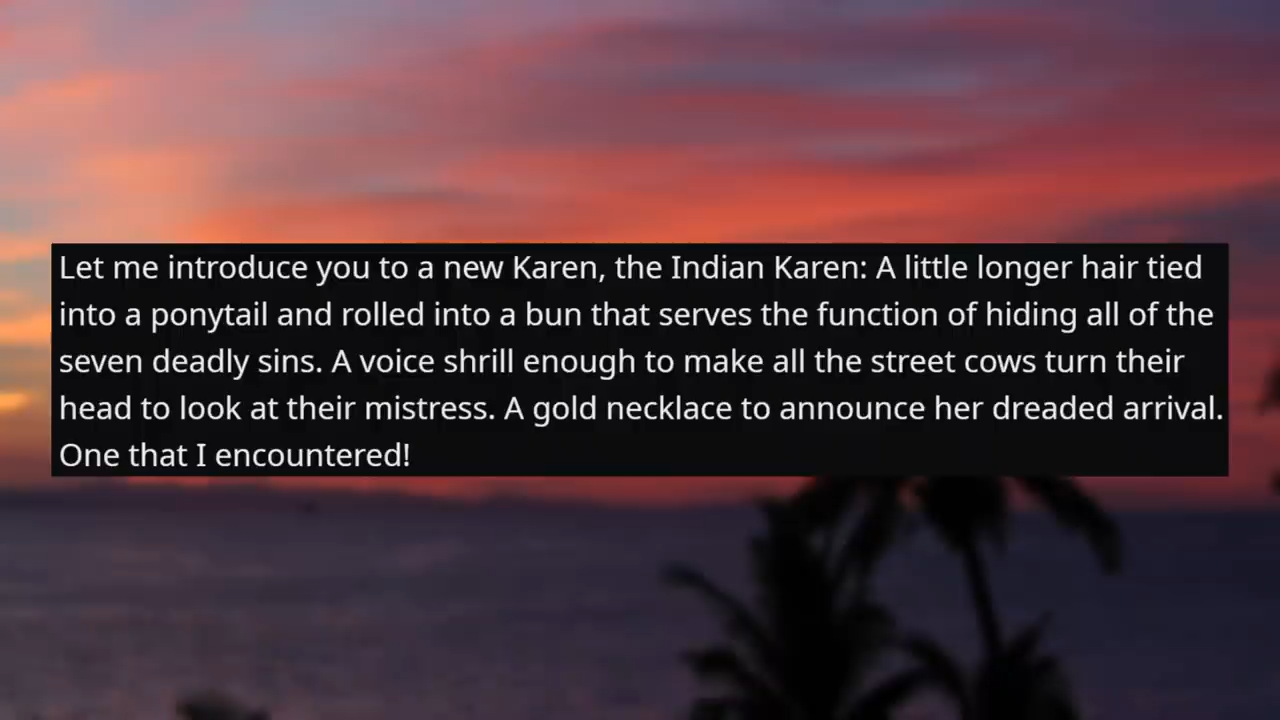 Let me introduce you to a new Karen, the Indian Karen: A little longer hair tied
into a ponytail and rolled into a bun that serves the function of hiding all of the
seven deadly sins. A voice shrill enough to make all the street cows turn their
head to look at their mistress. A gold necklace to announce her dreaded arrival.
One that I encountered!